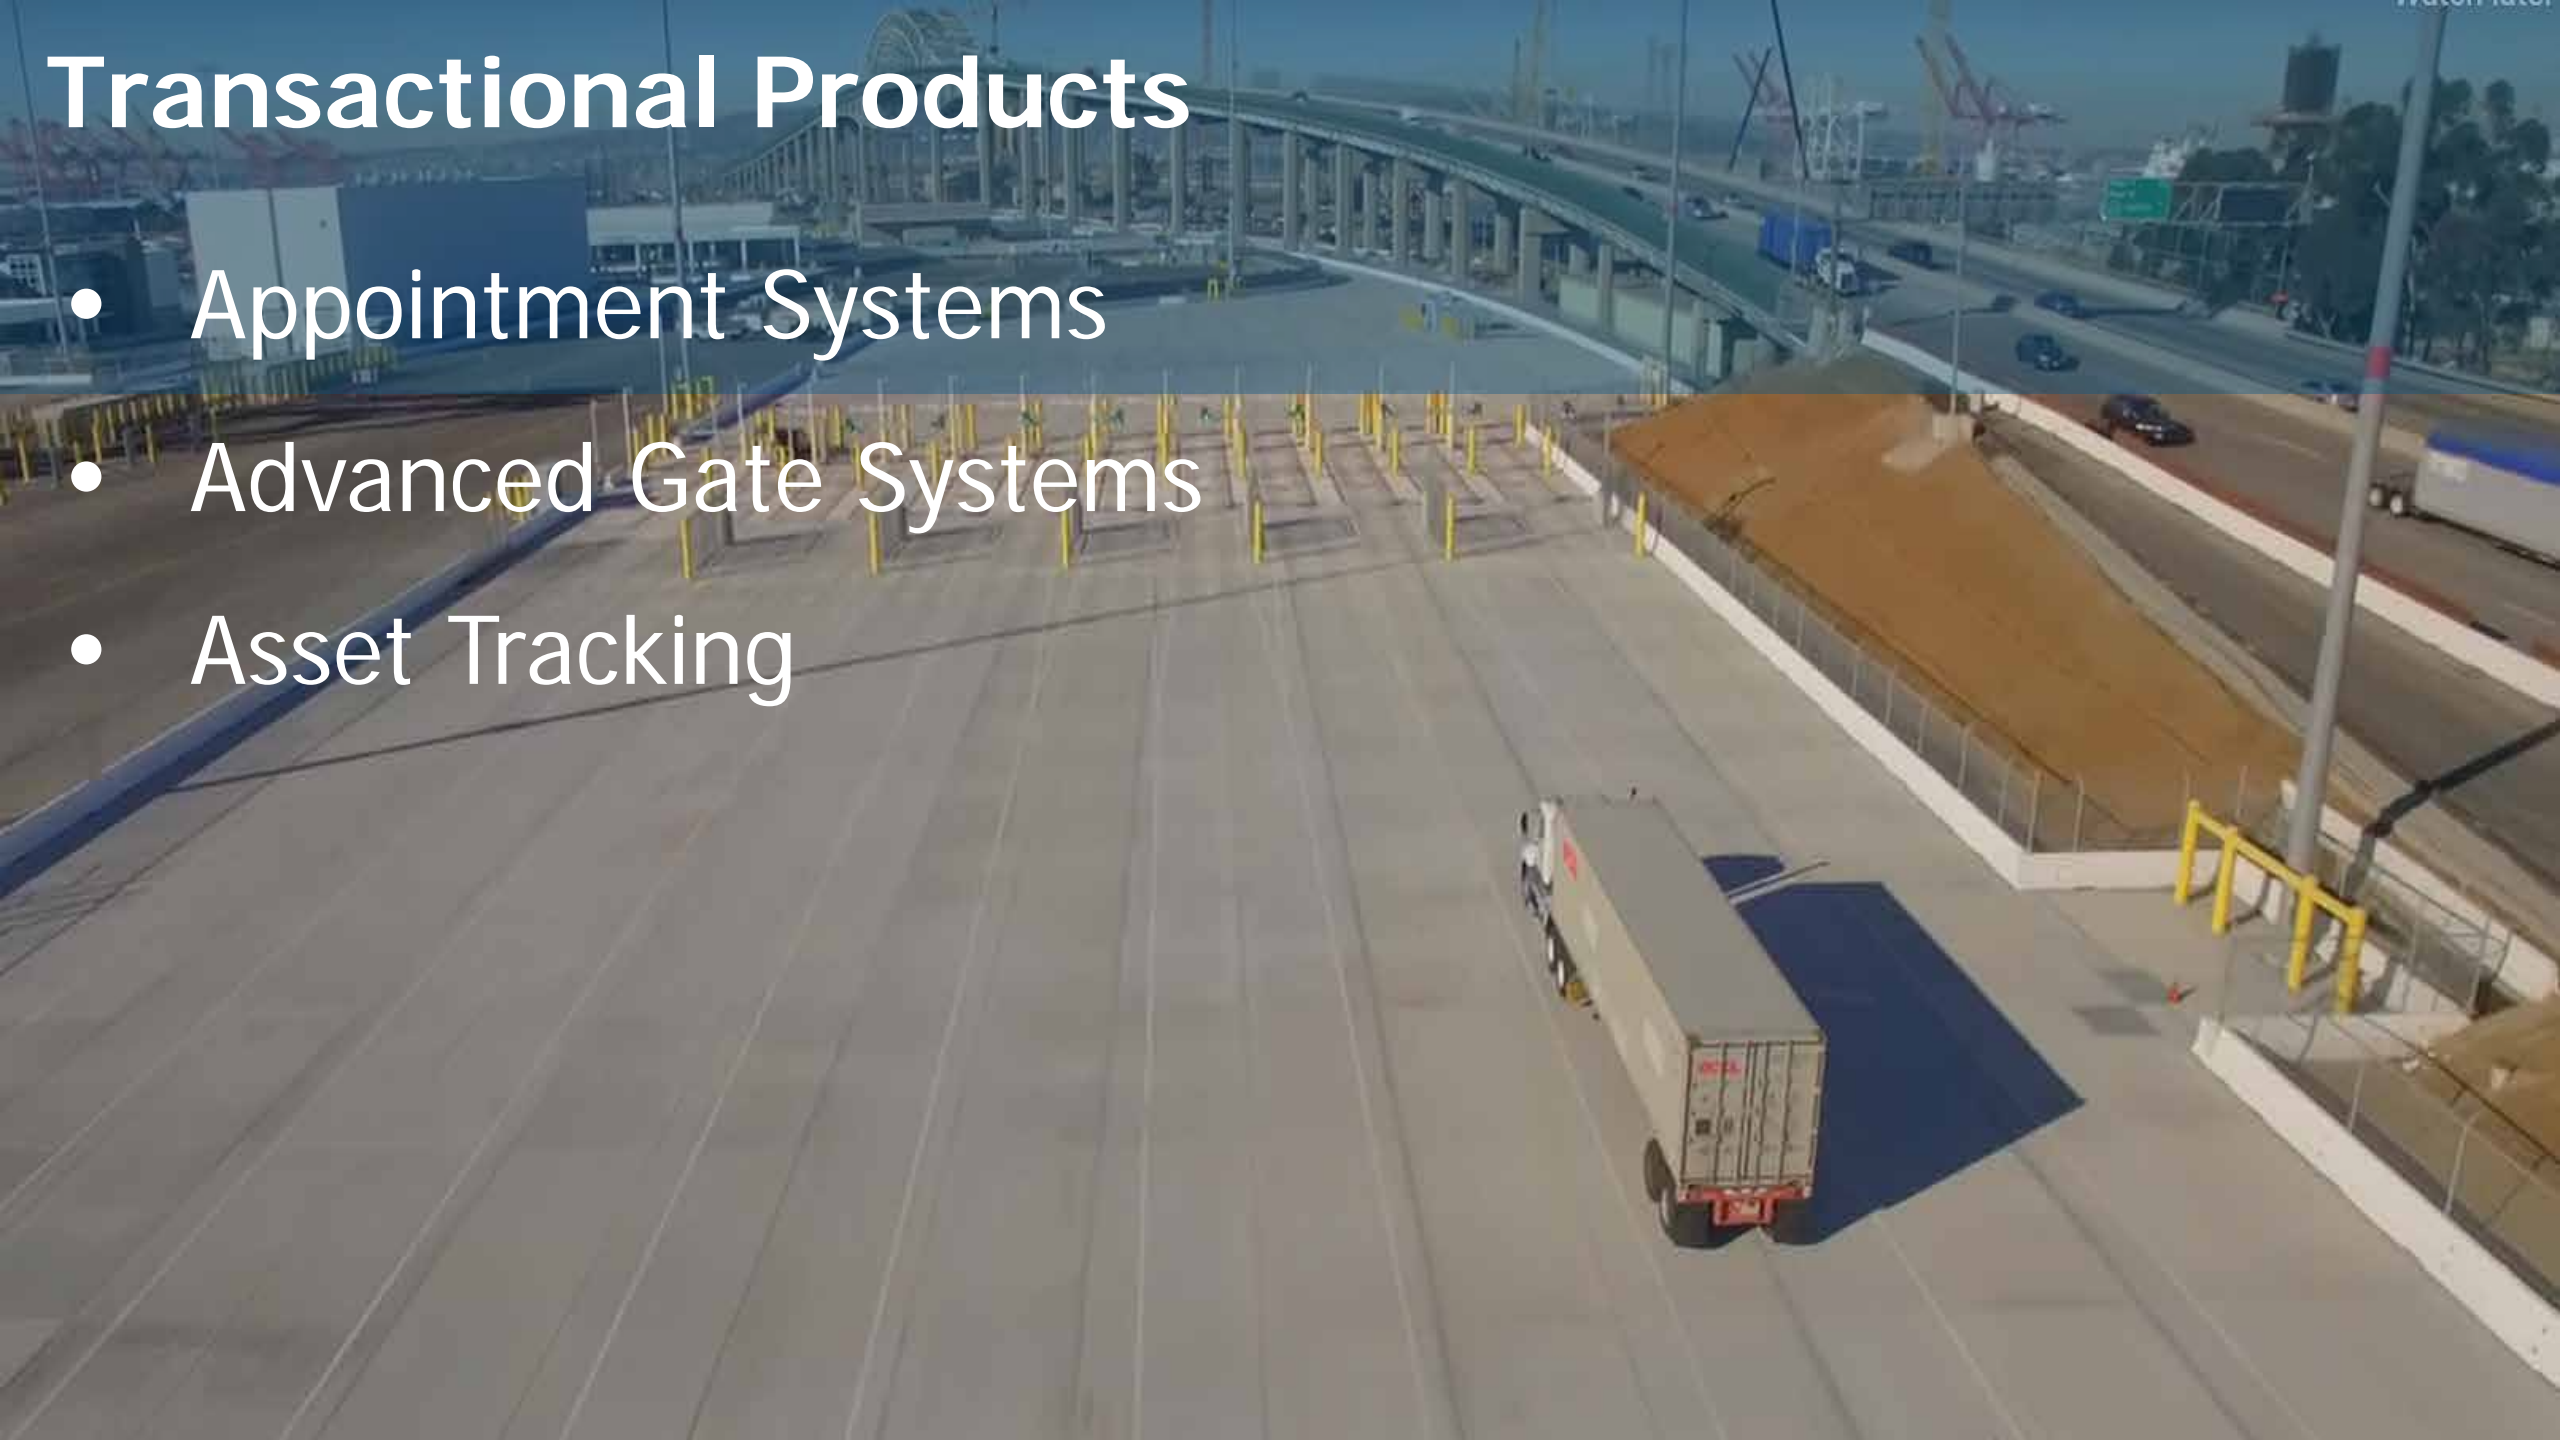 Transactional Products
• Appointment Systems
• Advanced Gate Systems
• Asset Tracking